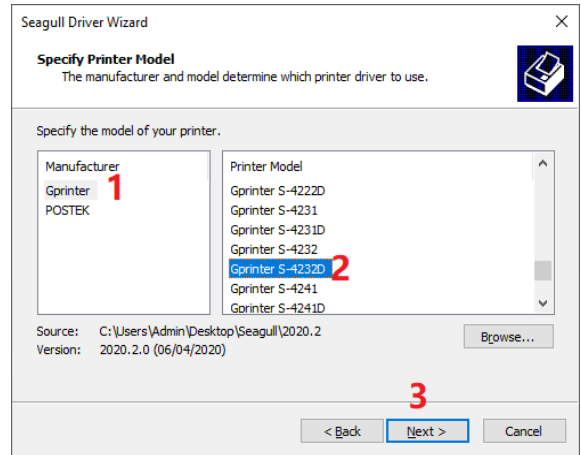 Seagull Driver Wizard
Specify Printer Model
The manufacturer and model determine which printer driver to use.
Specify the model of your printer.
Manufacturer
Gprinter 1
POSTEK
Printer Model
Gprinter S-4222D
Gprinter S-4231
Gprinter S-4231D
Gprinter S-4232
Gprinter S-4232D 2
Gprinter S-4241
Gprinter S-4241D
Source: C:\Users\Admin\Desktop\Seagull\2020.2
Version: 2020.2.0 (06/04/2020)
Browse...
3
< Back Next > Cancel